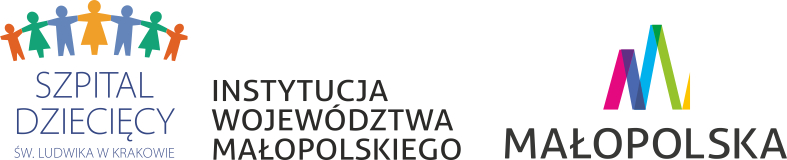 SZPITAL
DZIECIĘCY
ŚW. LUDWIKA W KRAKOWIE
INSTYTUCJA
WOJEWÓDZTWA
MAŁOPOLSKIEGO
MAŁOPOLSKA